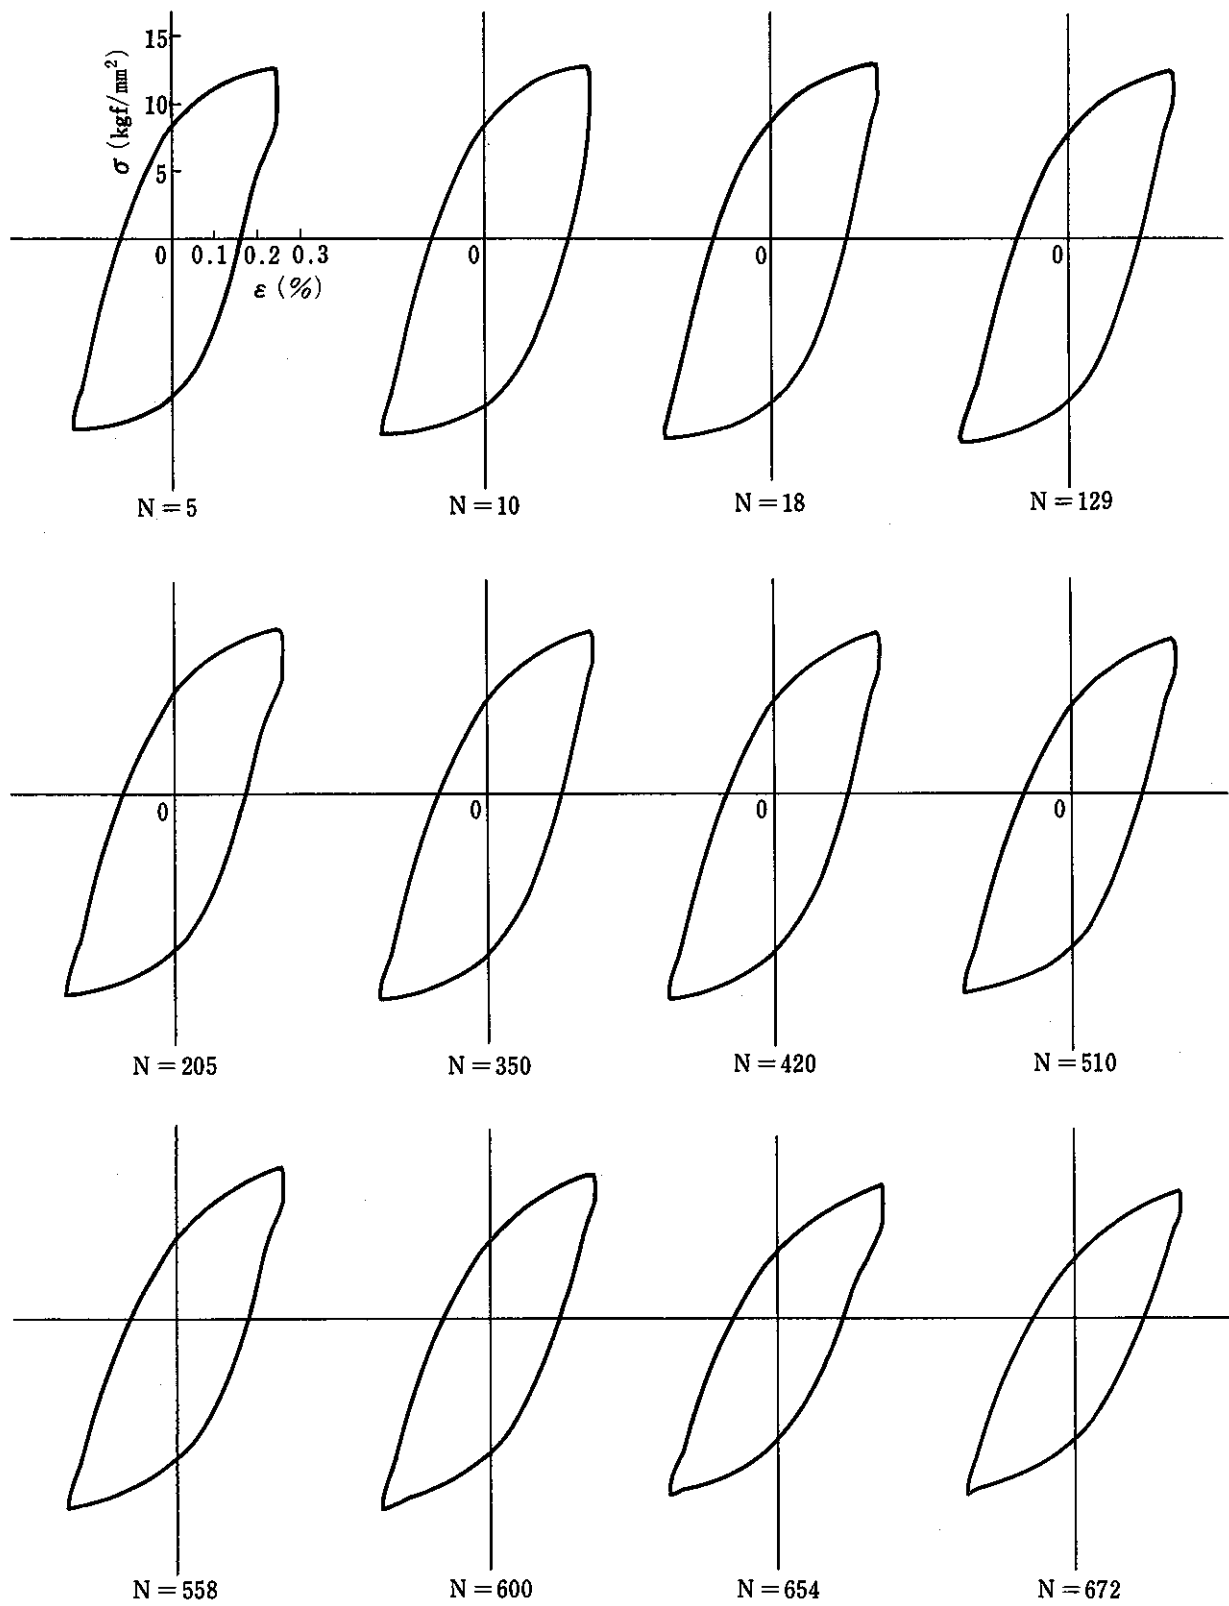 15
σ (kgf/mm²)
10
5
0 0.1 0.2 0.3
ε (%)
0
0
0
N = 5
N = 10
N = 18
N = 129
0
0
0
0
N = 205
N = 350
N = 420
N = 510
N = 558
N = 600
N = 654
N = 672